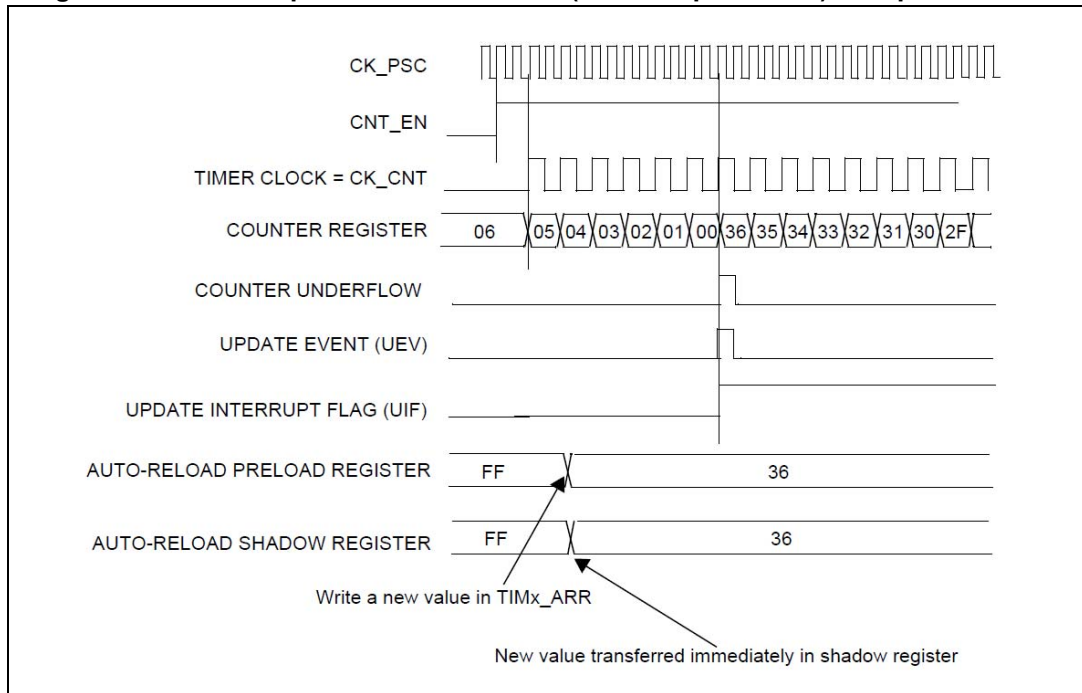 CK_PSC
CNT_EN
TIMER CLOCK = CK_CNT
COUNTER REGISTER 06 05 04 03 02 01 00 36 35 34 33 32 31 30 2F
COUNTER UNDERFLOW
UPDATE EVENT (UEV)
UPDATE INTERRUPT FLAG (UIF)
AUTO-RELOAD PRELOAD REGISTER FF 36
AUTO-RELOAD SHADOW REGISTER FF 36
Write a new value in TIMx_ARR
New value transferred immediately in shadow register